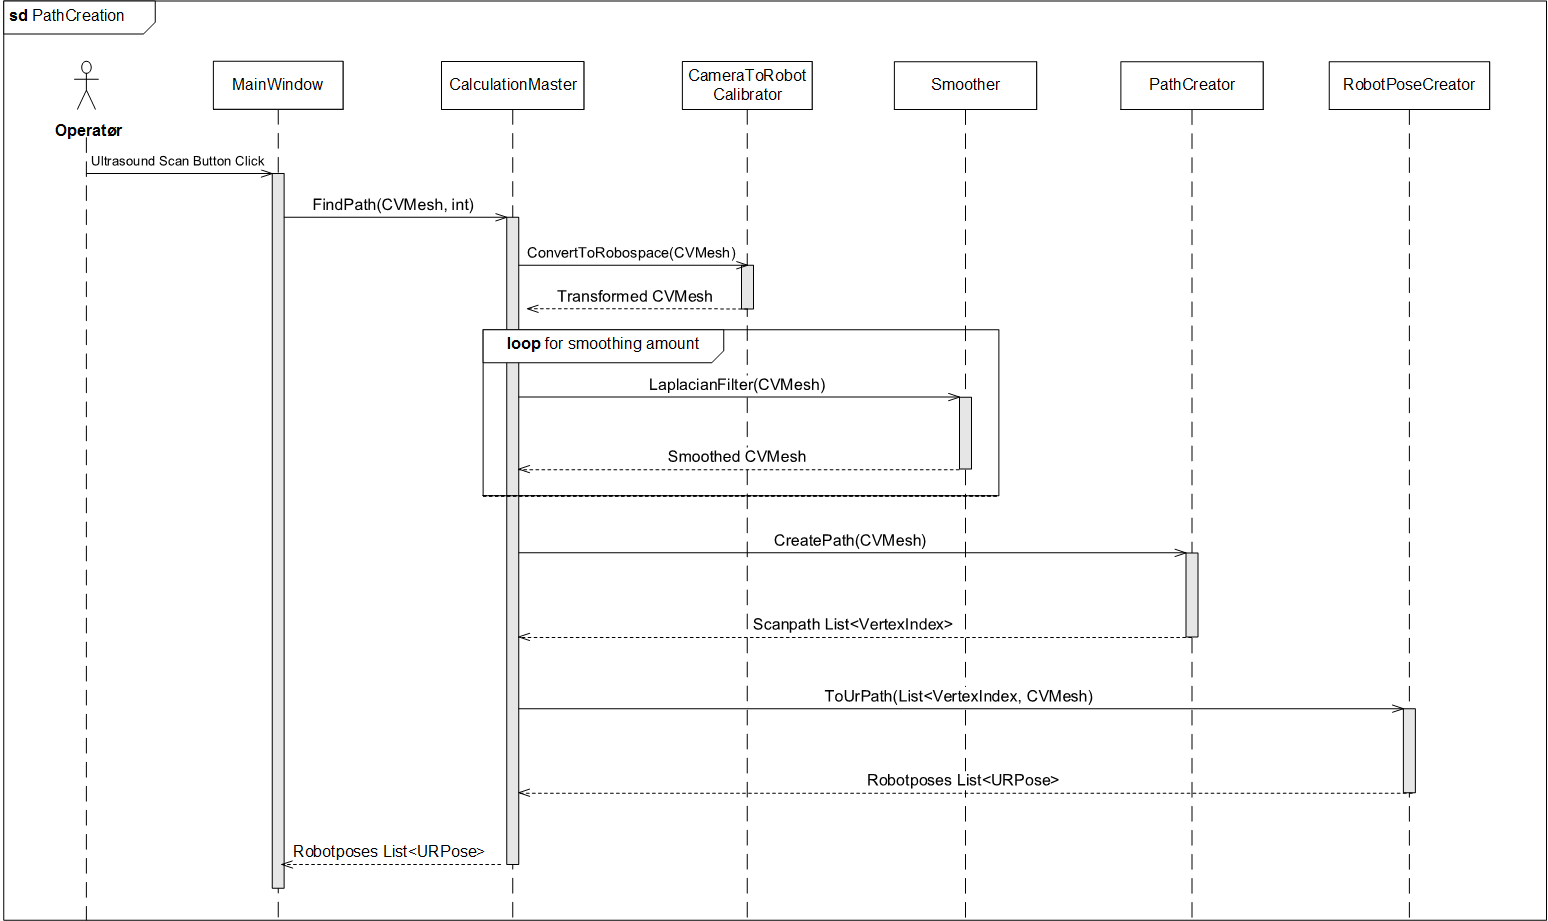 sd PathCreation
MainWindow
CalculationMaster
CameraToRobot
Calibrator
Smoother
PathCreator
RobotPoseCreator
Operatør
Ultrasound Scan Button Click
FindPath(CVMesh, int)
ConvertToRobospace(CVMesh)
Transformed CVMesh
loop for smoothing amount
LaplacianFilter(CVMesh)
Smoothed CVMesh
CreatePath(CVMesh)
Scanpath List<VertexIndex>
ToUrPath(List<VertexIndex, CVMesh)
Robotposes List<URPose>
Robotposes List<URPose>